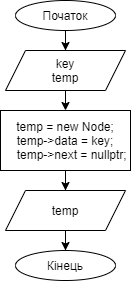 Початок
key
temp
temp = new Node;
temp->data = key;
temp->next = nullptr;
temp
Кінець